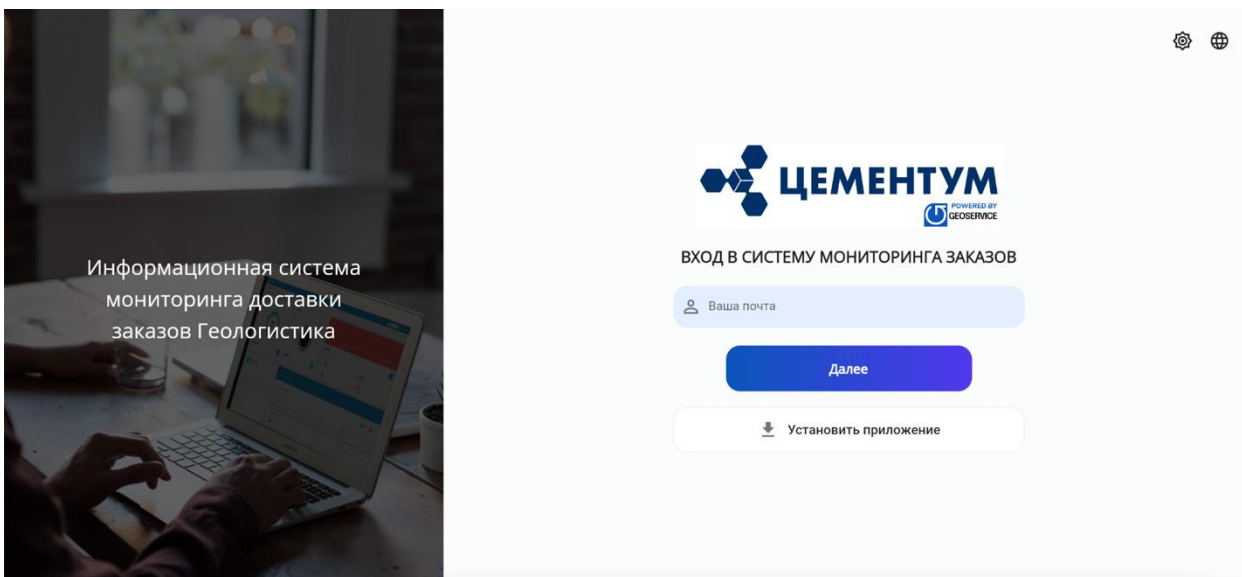 Информационная система
мониторинга доставки
заказов Геологистика
ЦЕМЕНТУМ
POWERED BY
GEOSERVICE
ВХОД В СИСТЕМУ МОНИТОРИНГА ЗАКАЗОВ
Ваша почта
Далее
Установить приложение